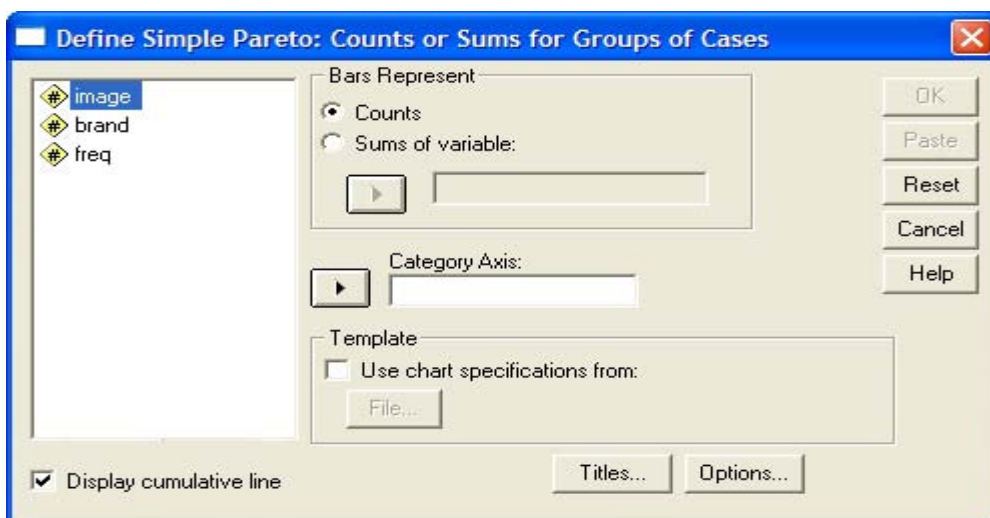 Define Simple Pareto: Counts or Sums for Groups of Cases
image
brand
freq
Bars Represent
Counts
Sums of variable:
Category Axis:
Template
Use chart specifications from:
File...
Display cumulative line
Titles...
Options...
OK
Paste
Reset
Cancel
Help